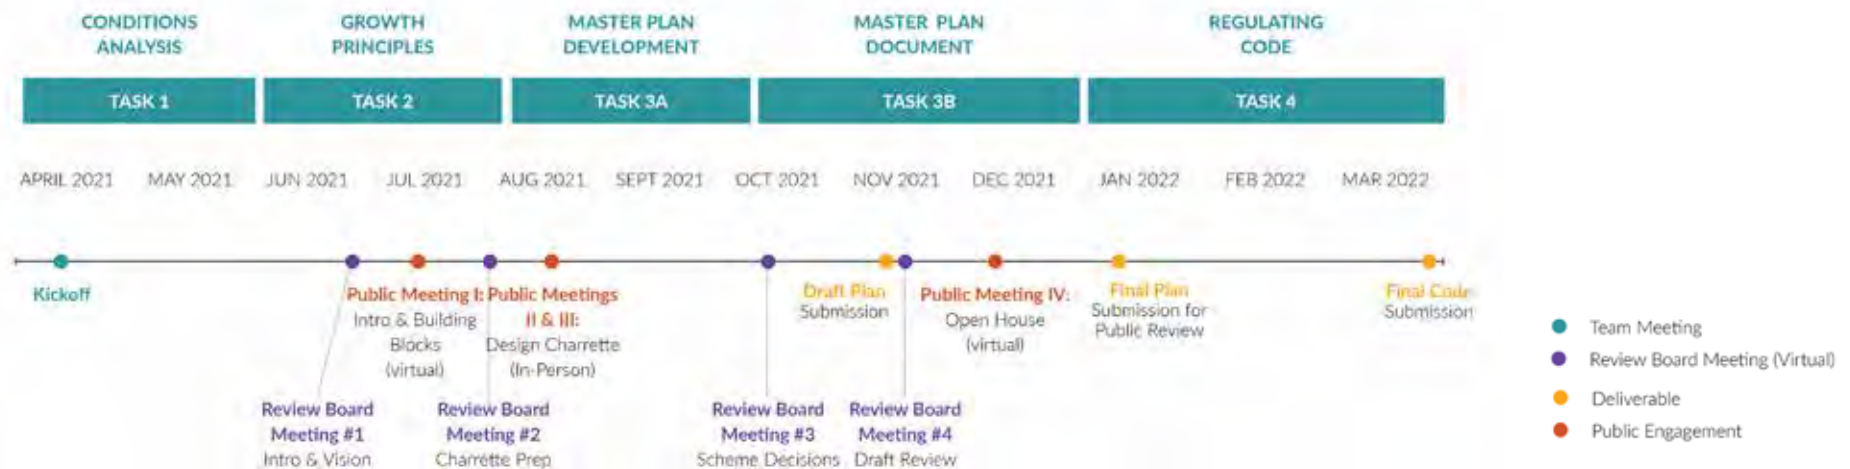 CONDITIONS
ANALYSIS
GROWTH
PRINCIPLES
MASTER PLAN
DEVELOPMENT
MASTER PLAN
DOCUMENT
REGULATING
CODE
TASK 1
TASK 2
TASK 3A
TASK 3B
TASK 4
APRIL 2021
MAY 2021
JUN 2021
JUL 2021
AUG 2021
SEPT 2021
OCT 2021
NOV 2021
DEC 2021
JAN 2022
FEB 2022
MAR 2022
Kickoff
Public Meeting I:
Intro & Building
Blocks
(virtual)
Public Meetings
II & III:
Design Charrette
(In-Person)
Draft Plan
Submission
Public Meeting IV:
Open House
(virtual)
Final Plan
Submission for
Public Review
Final Code
Submission
Review Board
Meeting #1
Intro & Vision
Review Board
Meeting #2
Charrette Prep
Review Board
Meeting #3
Scheme Decisions
Review Board
Meeting #4
Draft Review
Team Meeting
Review Board Meeting (Virtual)
Deliverable
Public Engagement